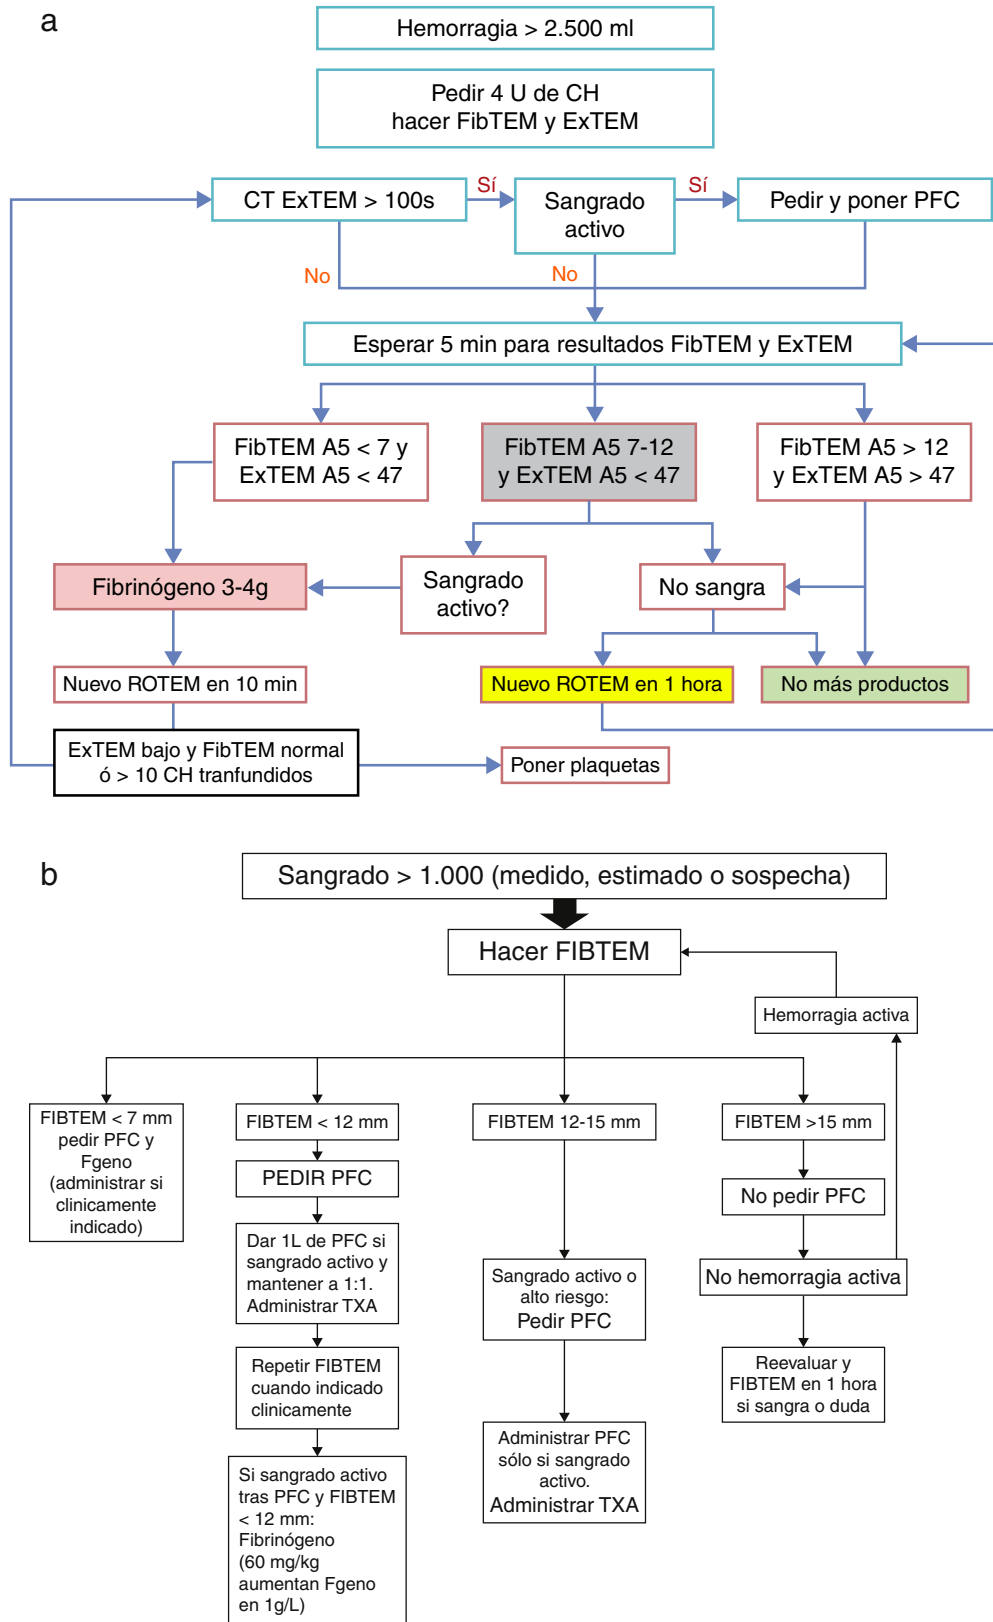 a
Hemorragia > 2.500 ml
Pedir 4 U de CH
hacer FibTEM y ExTEM
CT ExTEM > 100s
Sí
Sangrado
activo
Sí
Pedir y poner PFC
No
No
Esperar 5 min para resultados FibTEM y ExTEM
FibTEM A5 < 7 y
ExTEM A5 < 47
FibTEM A5 7-12
y ExTEM A5 < 47
FibTEM A5 > 12
y ExTEM A5 > 47
Fibrinógeno 3-4g
Sangrado
activo?
No sangra
Nuevo ROTEM en 10 min
Nuevo ROTEM en 1 hora
No más productos
ExTEM bajo y FibTEM normal
ó > 10 CH tranfundidos
Poner plaquetas
b
Sangrado > 1.000 (medido, estimado o sospecha)
Hacer FIBTEM
Hemorragia activa
FIBTEM < 7 mm
pedir PFC y
Fgeno
(administrar si
clinicamente
indicado)
FIBTEM < 12 mm
PEDIR PFC
Dar 1L de PFC si
sangrado activo y
mantener a 1:1.
Administrar TXA
Repetir FIBTEM
cuando indicado
clinicamente
Si sangrado activo
tras PFC y FIBTEM
< 12 mm:
Fibrinógeno
(60 mg/kg
aumentan Fgeno
en 1g/L)
FIBTEM 12-15 mm
Sangrado activo o
alto riesgo:
Pedir PFC
Administrar PFC
sólo si sangrado
activo.
Administrar TXA
FIBTEM >15 mm
No pedir PFC
No hemorragia activa
Reevaluar y
FIBTEM en 1 hora
si sangra o duda